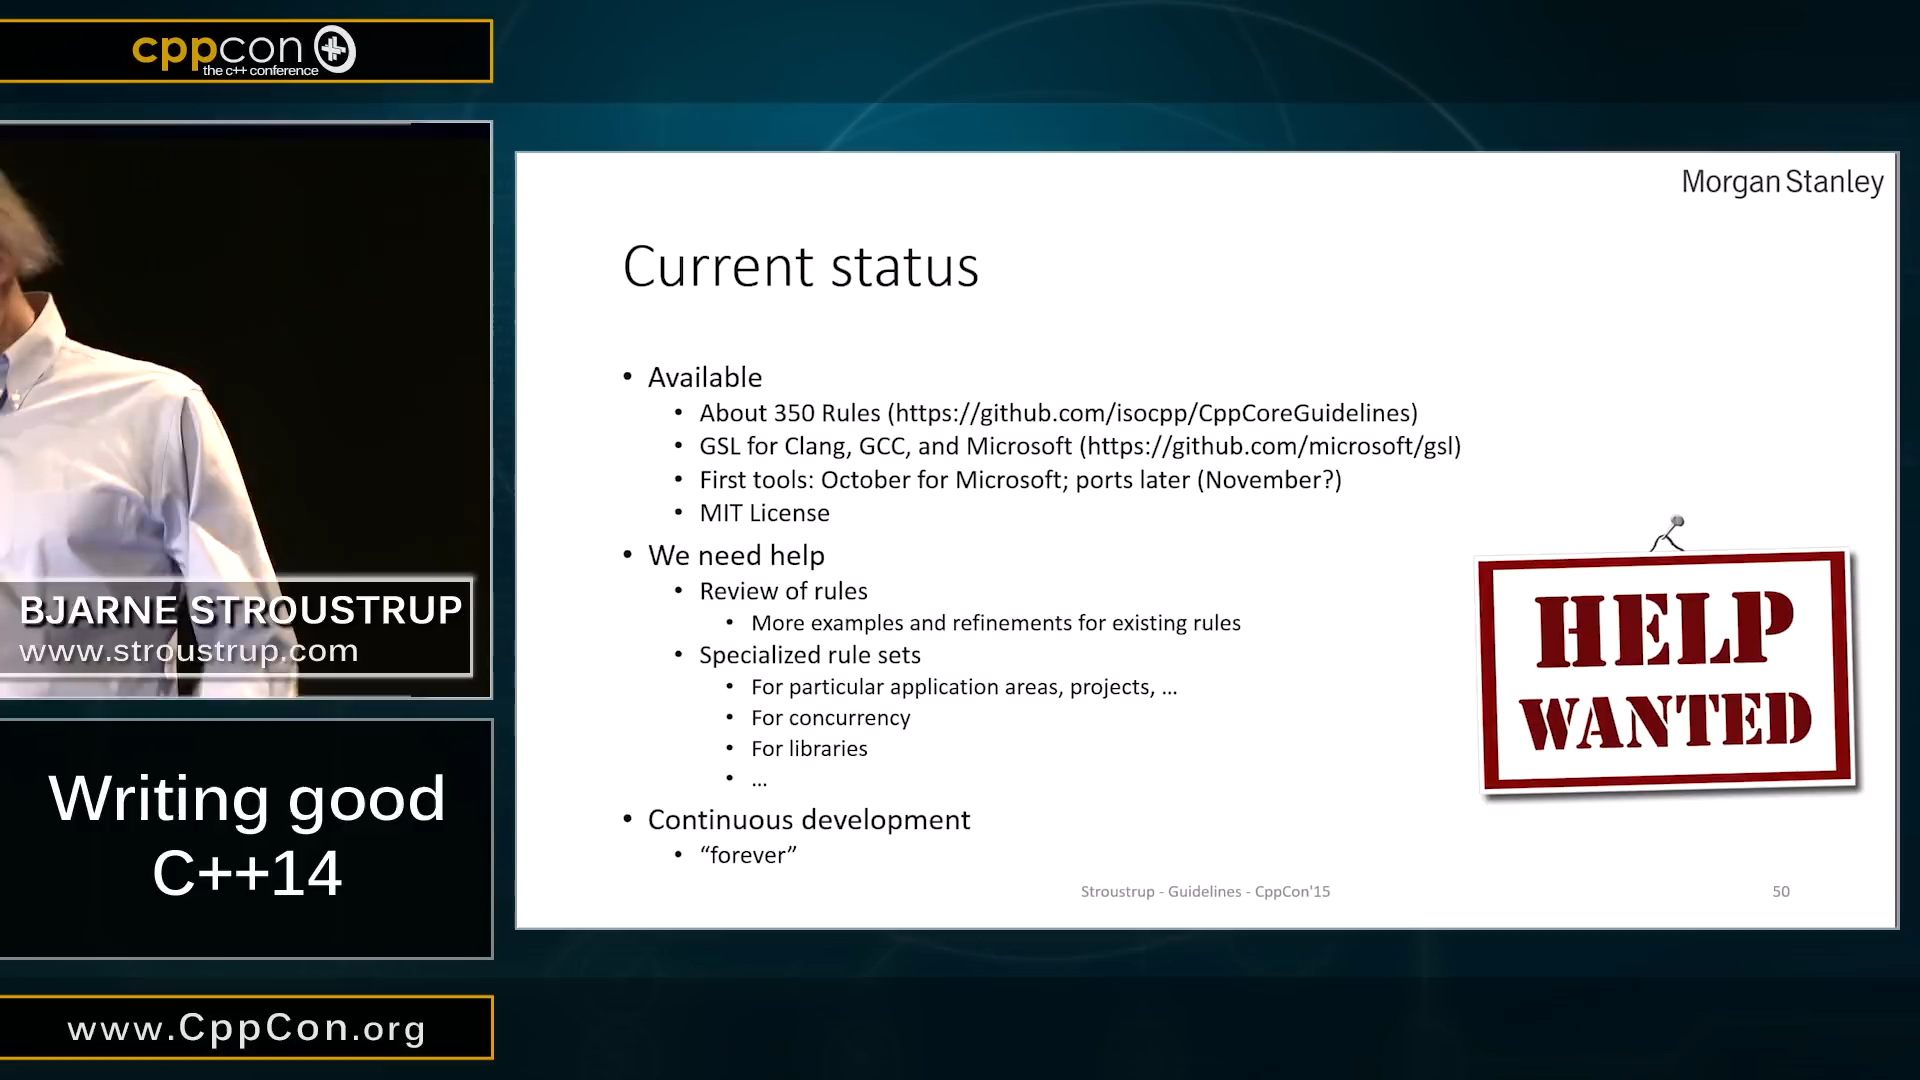 cppcon
the c++ conference
BJARNE STROUSTRUP
www.stroustrup.com
Writing good
C++14
www.CppCon.org
Morgan Stanley
Current status
• Available
• About 350 Rules (https://github.com/isocpp/CppCoreGuidelines)
• GSL for Clang, GCC, and Microsoft (https://github.com/microsoft/gsl)
• First tools: October for Microsoft; ports later (November?)
• MIT License
• We need help
• Review of rules
• More examples and refinements for existing rules
• Specialized rule sets
• For particular application areas, projects, …
• For concurrency
• For libraries
• …
• Continuous development
• “forever”
HELP
WANTED
Stroustrup - Guidelines - CppCon'15
50